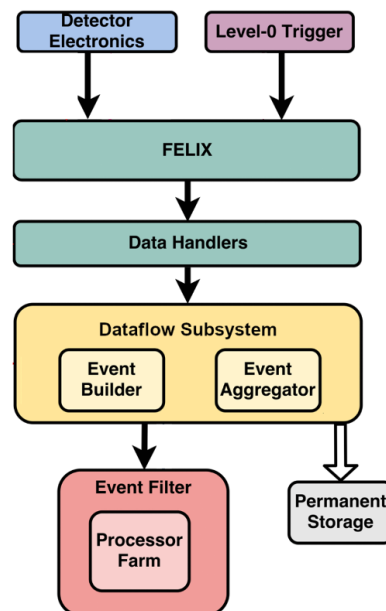 Detector
Electronics
Level-0 Trigger
FELIX
Data Handlers
Dataflow Subsystem
Event
Builder
Event
Aggregator
Event Filter
Processor
Farm
Permanent
Storage